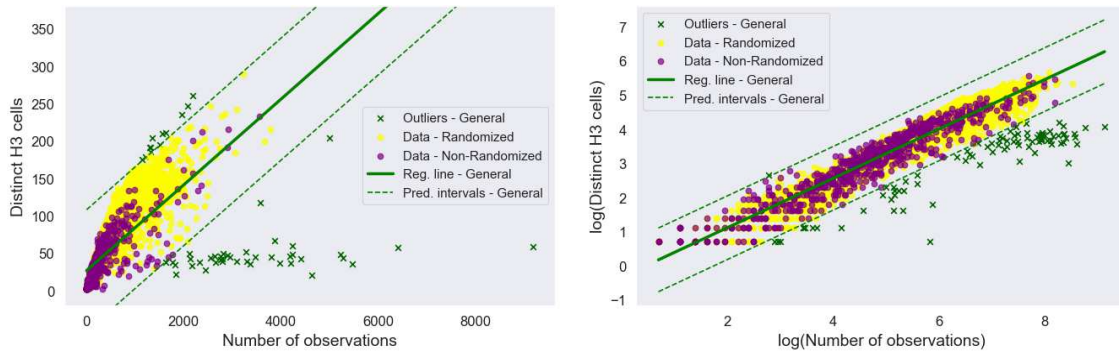 350
300
250
200
150
100
50
0
Distinct H3 cells
× Outliers - General
Data - Randomized
Data - Non-Randomized
Reg. line - General
Pred. intervals - General
0 2000 4000 6000 8000
Number of observations
7
6
5
4
3
2
1
0
−1
log(Distinct H3 cells)
× Outliers - General
Data - Randomized
Data - Non-Randomized
Reg. line - General
Pred. intervals - General
2 4 6 8
log(Number of observations)